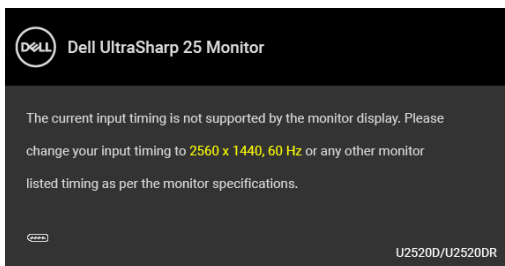 DELL
Dell UltraSharp 25 Monitor
The current input timing is not supported by the monitor display. Please
change your input timing to 2560 x 1440, 60 Hz or any other monitor
listed timing as per the monitor specifications.
U2520D/U2520DR